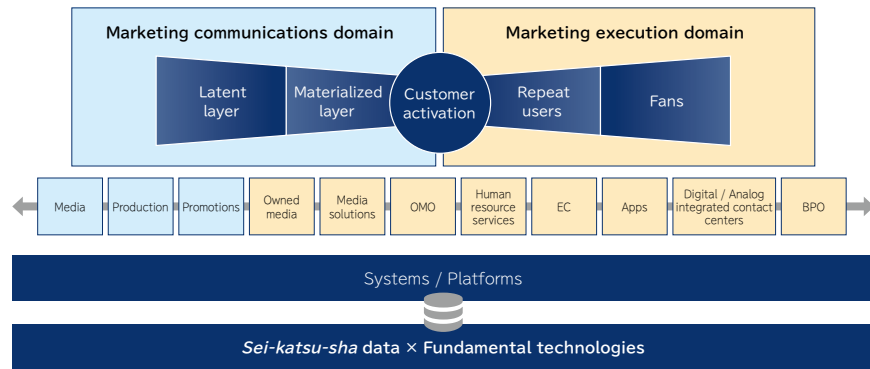 Marketing communications domain
Marketing execution domain
Latent
layer
Materialized
layer
Customer
activation
Repeat
users
Fans
Media
Production
Promotions
Owned
media
Media
solutions
OMO
Human
resource
services
EC
Apps
Digital / Analog
integrated contact
centers
BPO
Systems / Platforms
Sei-katsu-sha data × Fundamental technologies